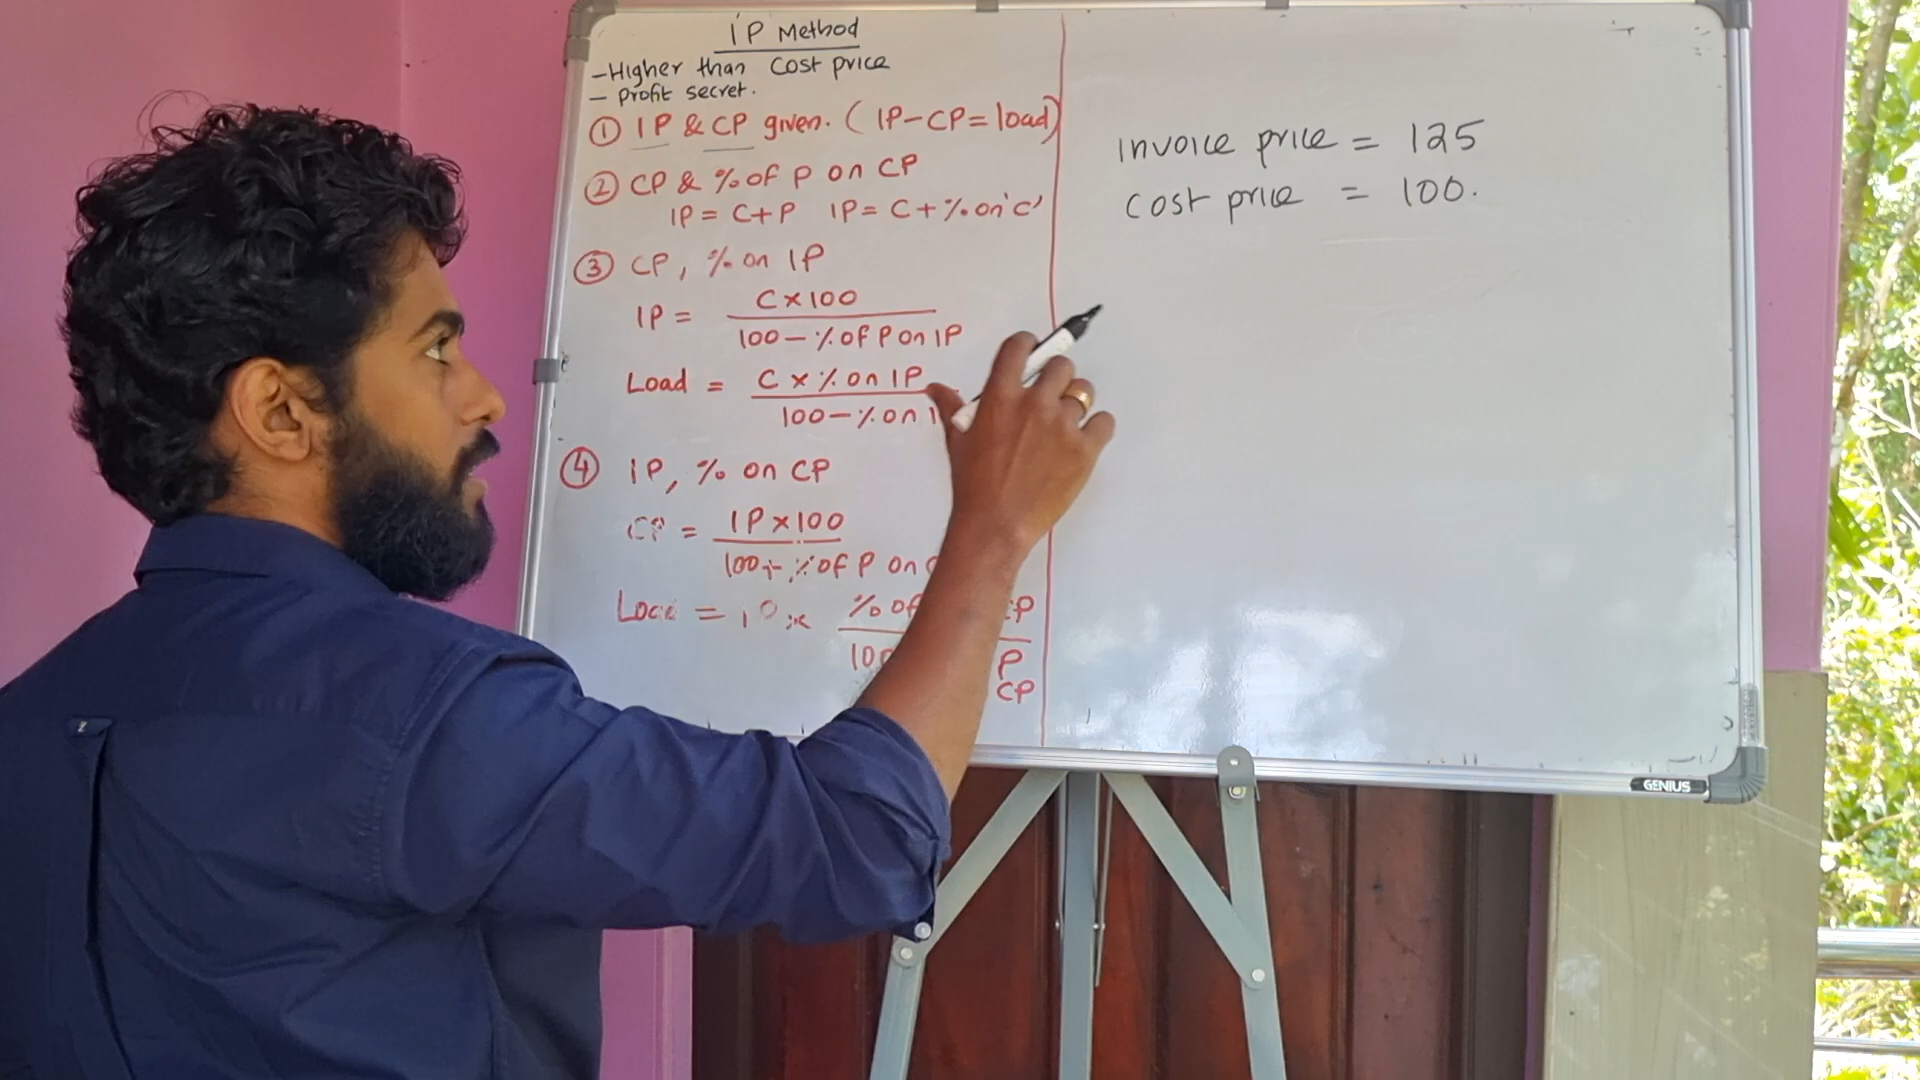 IP Method
- Higher than cost price
- Profit secret.
① IP & CP given. (IP-CP=load)
② CP & % of P on CP
IP = C+P IP = C+% on 'C'
③ CP, % on IP
IP = C x 100
100 - % of P on IP
Load = C x % on IP
100 - % on
④ IP, % on CP
CP = IP x 100
100 + % of P on
Load = IP x % of CP
100 P
CP
Invoice price = 125
Cost price = 100.
GENIUS